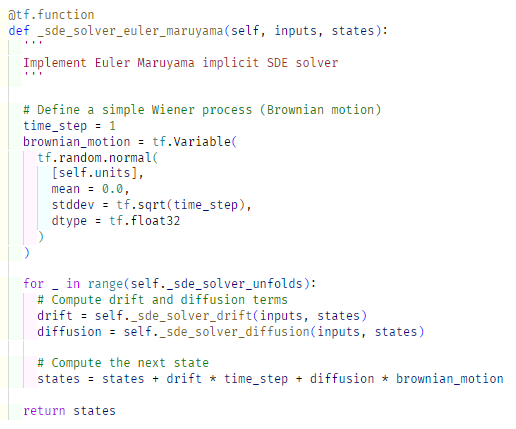 @tf.function
def _sde_solver_euler_maruyama(self, inputs, states):
  '''
  Implement Euler Maruyama implicit SDE solver
  '''

  # Define a simple Wiener process (Brownian motion)
  time_step = 1
  brownian_motion = tf.Variable(
    tf.random.normal(
      [self.units],
      mean = 0.0,
      stddev = tf.sqrt(time_step),
      dtype = tf.float32
    )
  )

  for _ in range(self._sde_solver_unfolds):
    # Compute drift and diffusion terms
    drift = self._sde_solver_drift(inputs, states)
    diffusion = self._sde_solver_diffusion(inputs, states)

    # Compute the next state
    states = states + drift * time_step + diffusion * brownian_motion

  return states